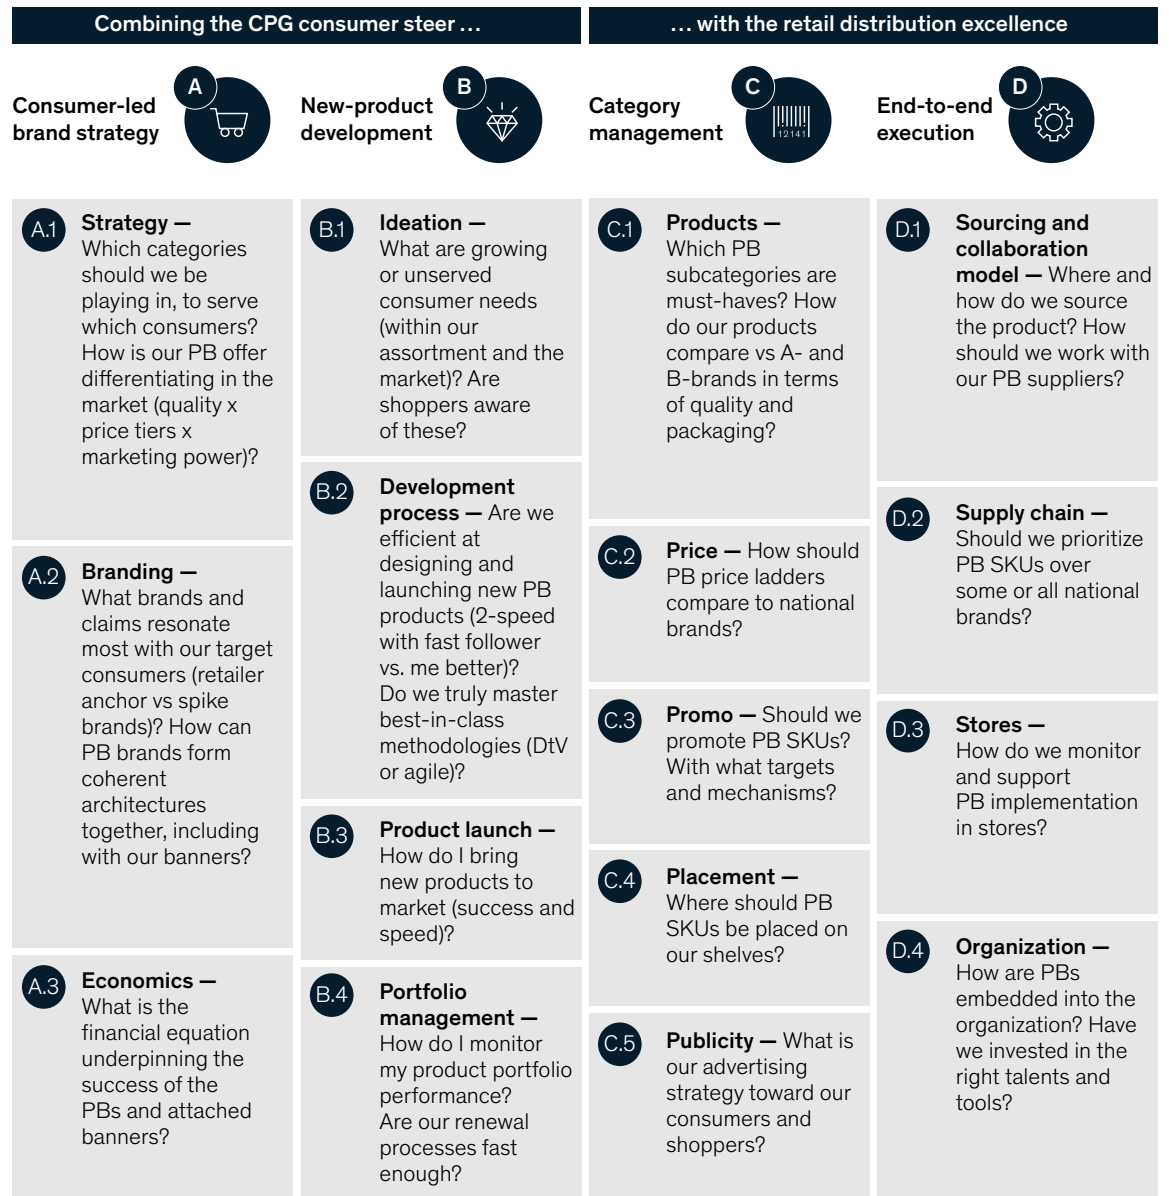 Combining the CPG consumer steer …
… with the retail distribution excellence
A
Consumer-led
brand strategy
B
New-product
development
C
Category
management
12141
D
End-to-end
execution
A.1
Strategy —
Which categories
should we be
playing in, to serve
which consumers?
How is our PB offer
differentiating in the
market (quality x
price tiers x
marketing power)?
A.2
Branding —
What brands and
claims resonate
most with our target
consumers (retailer
anchor vs spike
brands)? How can
PB brands form
coherent
architectures
together, including
with our banners?
A.3
Economics —
What is the
financial equation
underpinning the
success of the
PBs and attached
banners?
B.1
Ideation —
What are growing
or unserved
consumer needs
(within our
assortment and the
market)? Are
shoppers aware
of these?
B.2
Development
process — Are we
efficient at
designing and
launching new PB
products (2-speed
with fast follower
vs. me better)?
Do we truly master
best-in-class
methodologies (DtV
or agile)?
B.3
Product launch —
How do I bring
new products to
market (success and
speed)?
B.4
Portfolio
management —
How do I monitor
my product portfolio
performance?
Are our renewal
processes fast
enough?
C.1
Products —
Which PB
subcategories are
must-haves? How
do our products
compare vs A- and
B-brands in terms
of quality and
packaging?
C.2
Price — How should
PB price ladders
compare to national
brands?
C.3
Promo — Should we
promote PB SKUs?
With what targets
and mechanisms?
C.4
Placement —
Where should PB
SKUs be placed on
our shelves?
C.5
Publicity — What is
our advertising
strategy toward our
consumers and
shoppers?
D.1
Sourcing and
collaboration
model — Where and
how do we source
the product? How
should we work with
our PB suppliers?
D.2
Supply chain —
Should we prioritize
PB SKUs over
some or all national
brands?
D.3
Stores —
How do we monitor
and support
PB implementation
in stores?
D.4
Organization —
How are PBs
embedded into the
organization? Have
we invested in the
right talents and
tools?